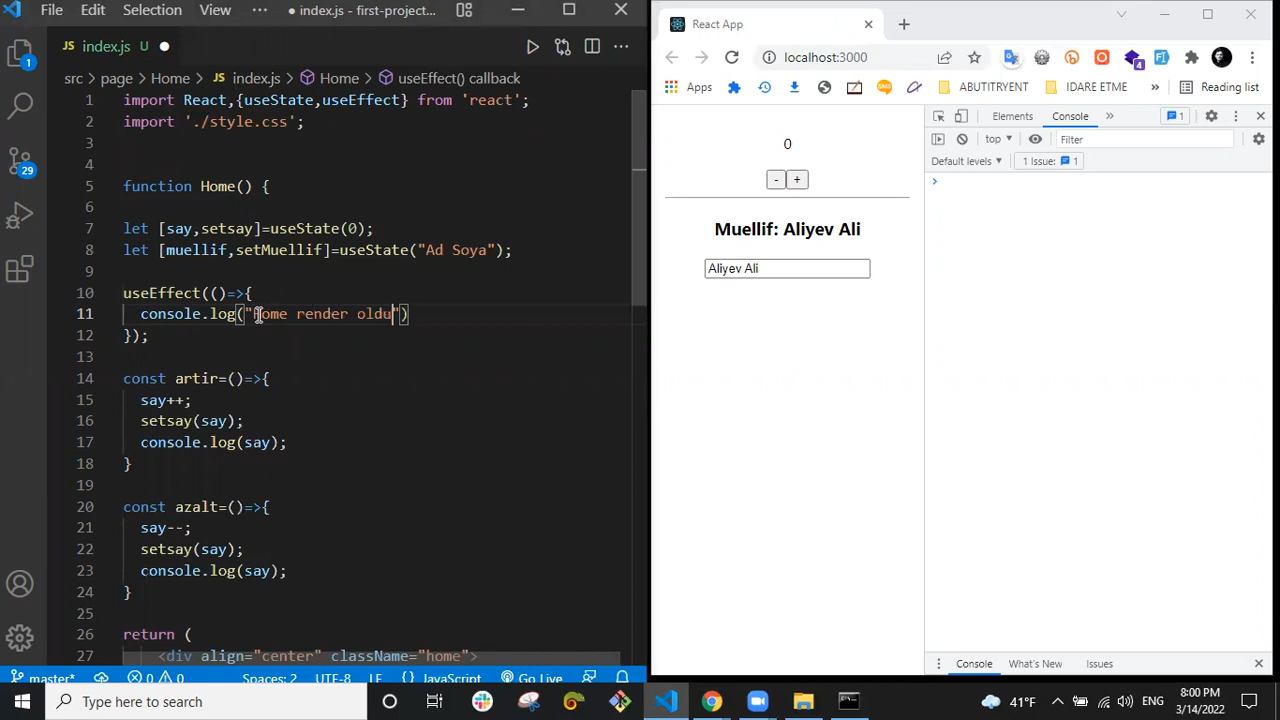 File Edit Selection View ··· ● index.js - first-project...
JS index.js U ●
src > page > Home > JS index.js > Home > useEffect() callback
1 import React,{useState,useEffect} from 'react';
2 import './style.css';
3
4
5 function Home() {
6
7 let [say,setsay]=useState(0);
8 let [muellif,setMuellif]=useState("Ad Soya");
9
10 useEffect(()=>{
11 console.log("home render oldu")
12 });
13
14 const artir=()=>{
15 say++;
16 setsay(say);
17 console.log(say);
18 }
19
20 const azalt=()=>{
21 say--;
22 setsay(say);
23 console.log(say);
24 }
25
26 return (
27 <div align="center" className="home">
1
29
master* 0 0 Spaces: 2 UTF-8 LF JavaScript Go Live
React App
localhost:3000
4
Apps SMS ABUTITRYENT IDARE ETME » Reading list
0
- +
Muellif: Aliyev Ali
Aliyev Ali
Elements Console » 1
top Filter
Default levels 1 Issue: 1
Console What's New Issues
Type here to search
41°F ENG 8:00 PM
3/14/2022